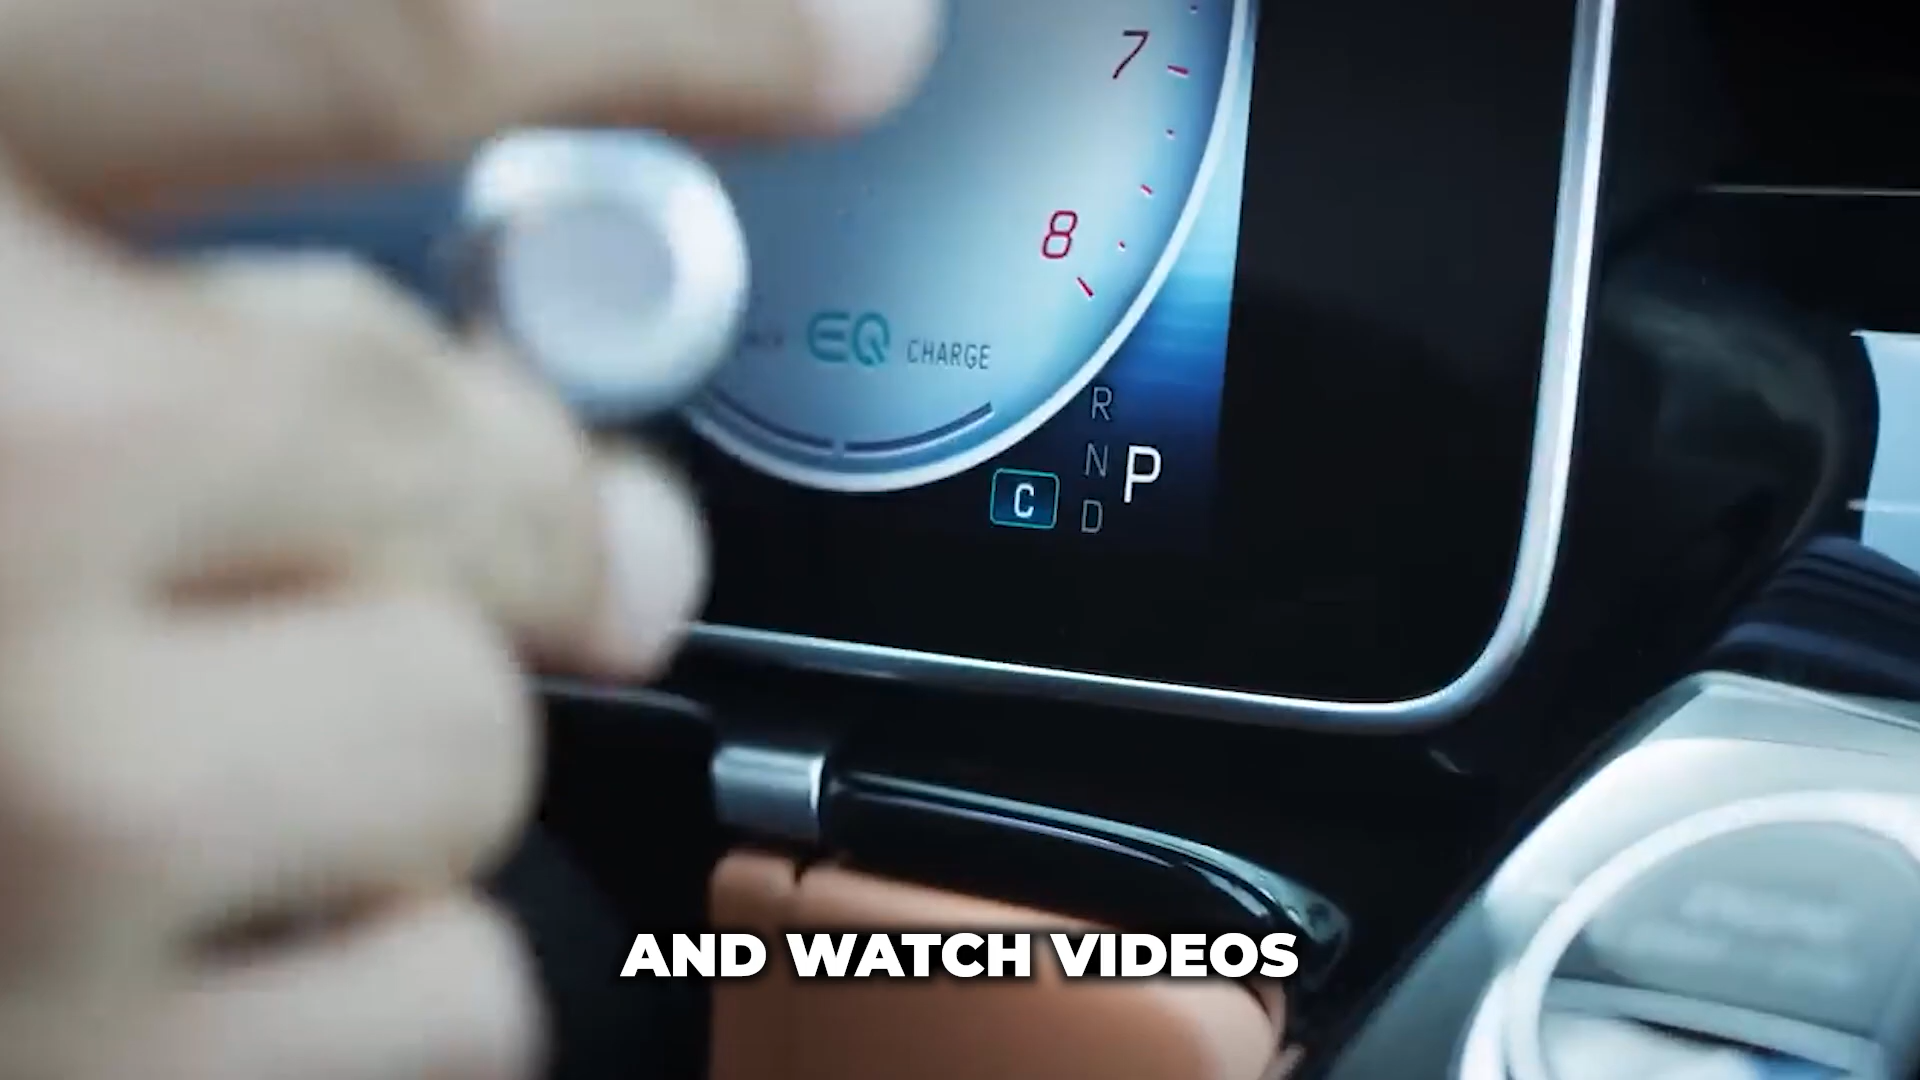 7
8
EQ CHARGE
R
N P
C D
AND WATCH VIDEOS